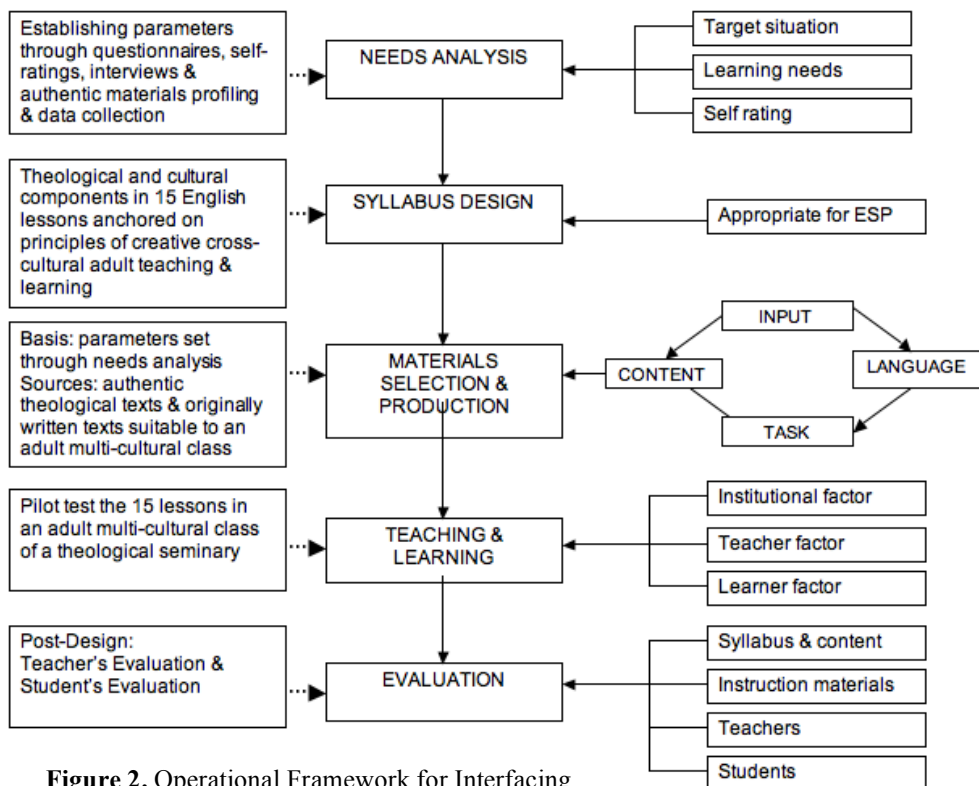 Establishing parameters
through questionnaires, self-
ratings, interviews &
authentic materials profiling
& data collection
NEEDS ANALYSIS
Target situation
Learning needs
Self rating
Theological and cultural
components in 15 English
lessons anchored on
principles of creative cross-
cultural adult teaching &
learning
SYLLABUS DESIGN
Appropriate for ESP
Basis: parameters set
through needs analysis
Sources: authentic
theological texts & originally
written texts suitable to an
adult multi-cultural class
MATERIALS
SELECTION &
PRODUCTION
INPUT
CONTENT
LANGUAGE
TASK
Pilot test the 15 lessons in
an adult multi-cultural class
of a theological seminary
TEACHING &
LEARNING
Institutional factor
Teacher factor
Learner factor
Post-Design:
Teacher's Evaluation &
Student's Evaluation
EVALUATION
Syllabus & content
Instruction materials
Teachers
Students
Figure 2. Operational Framework for Interfacing